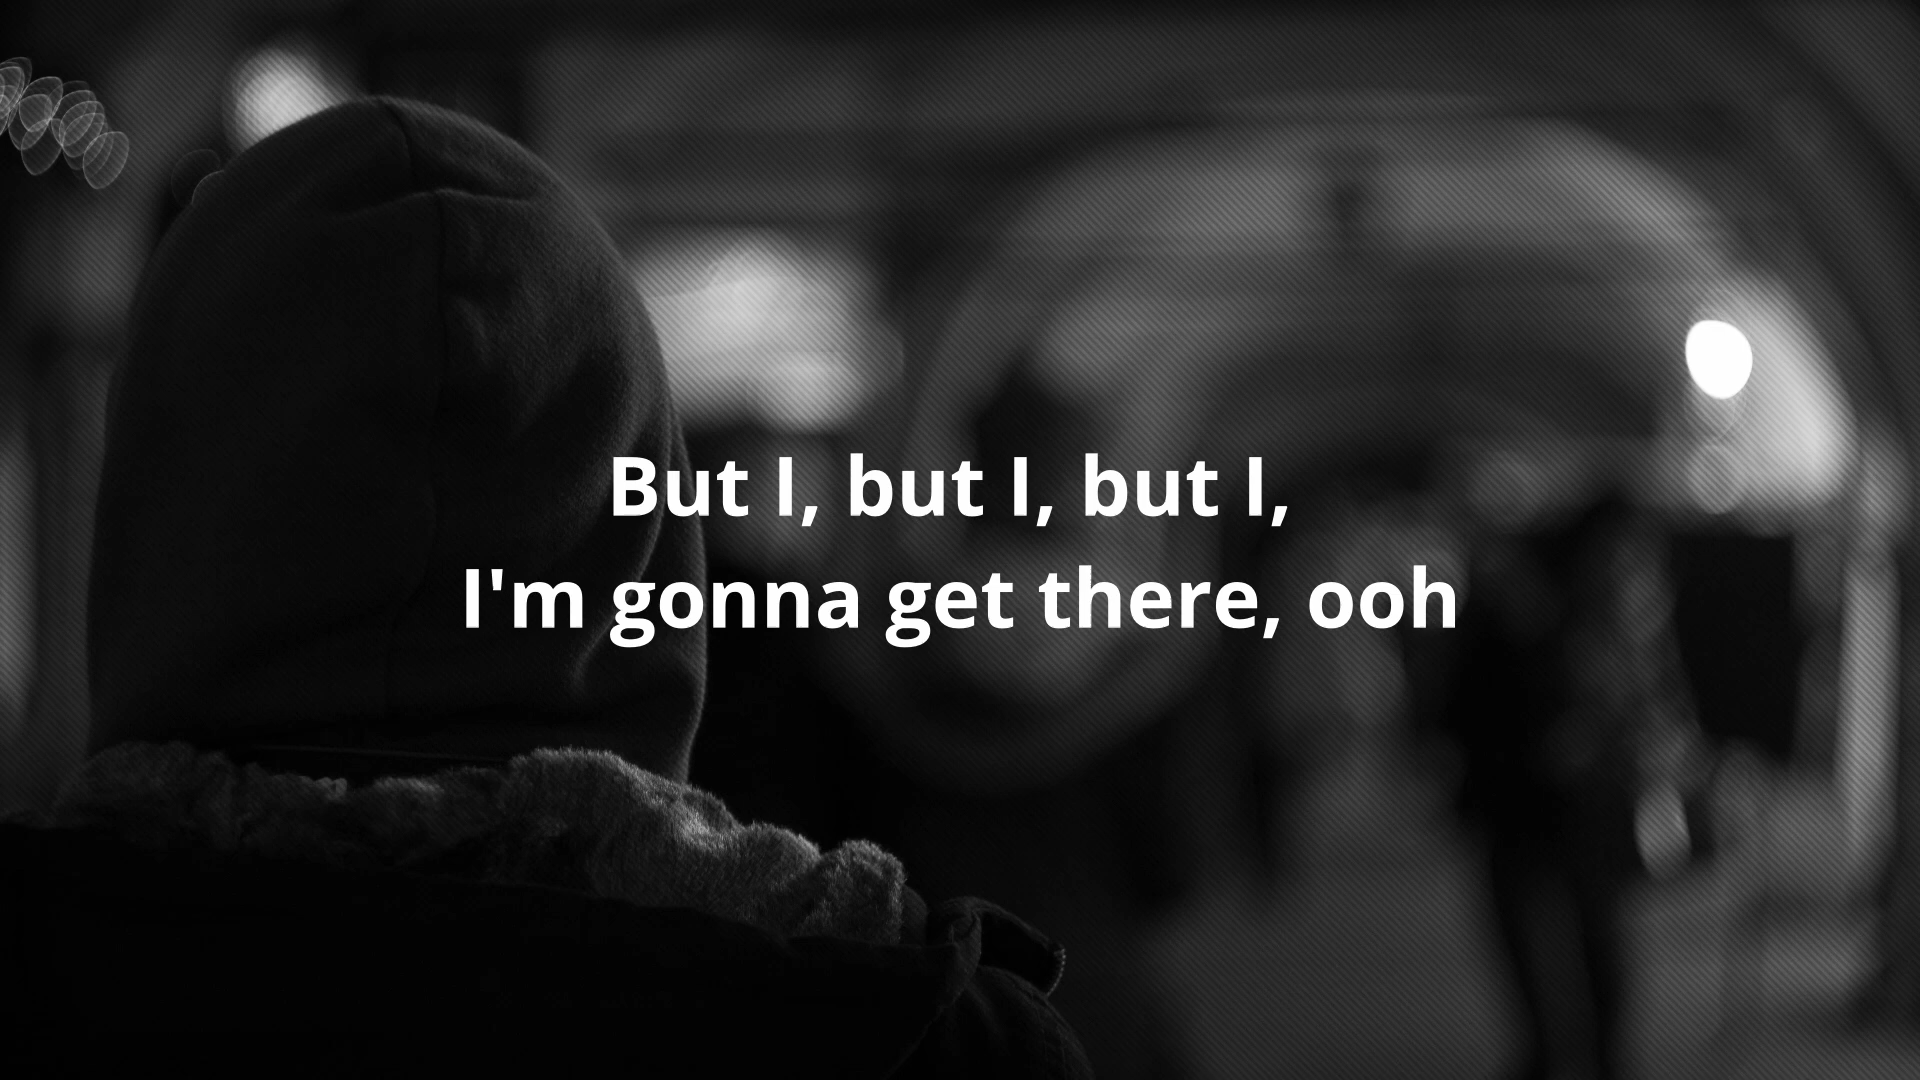 But I, but I, but I,
I'm gonna get there, ooh